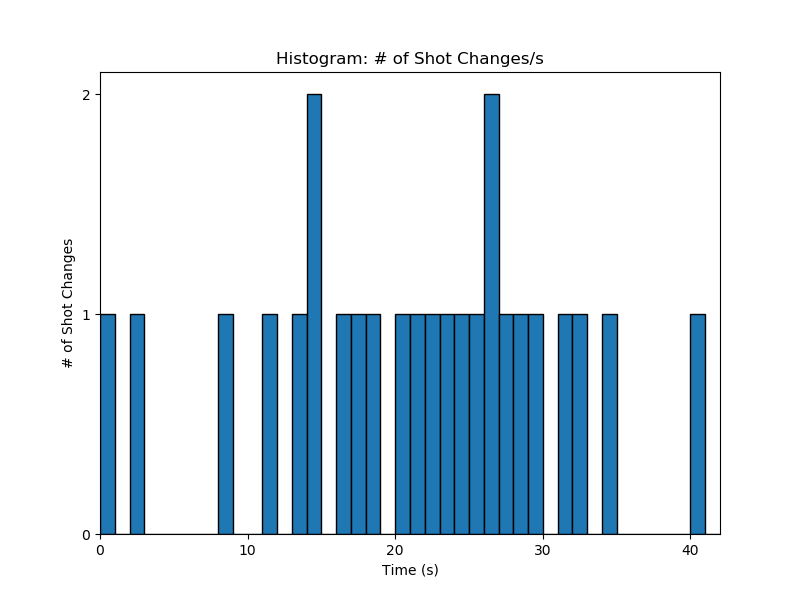 Histogram: # of Shot Changes/s
# of Shot Changes
2
1
0
0 10 20 30 40
Time (s)